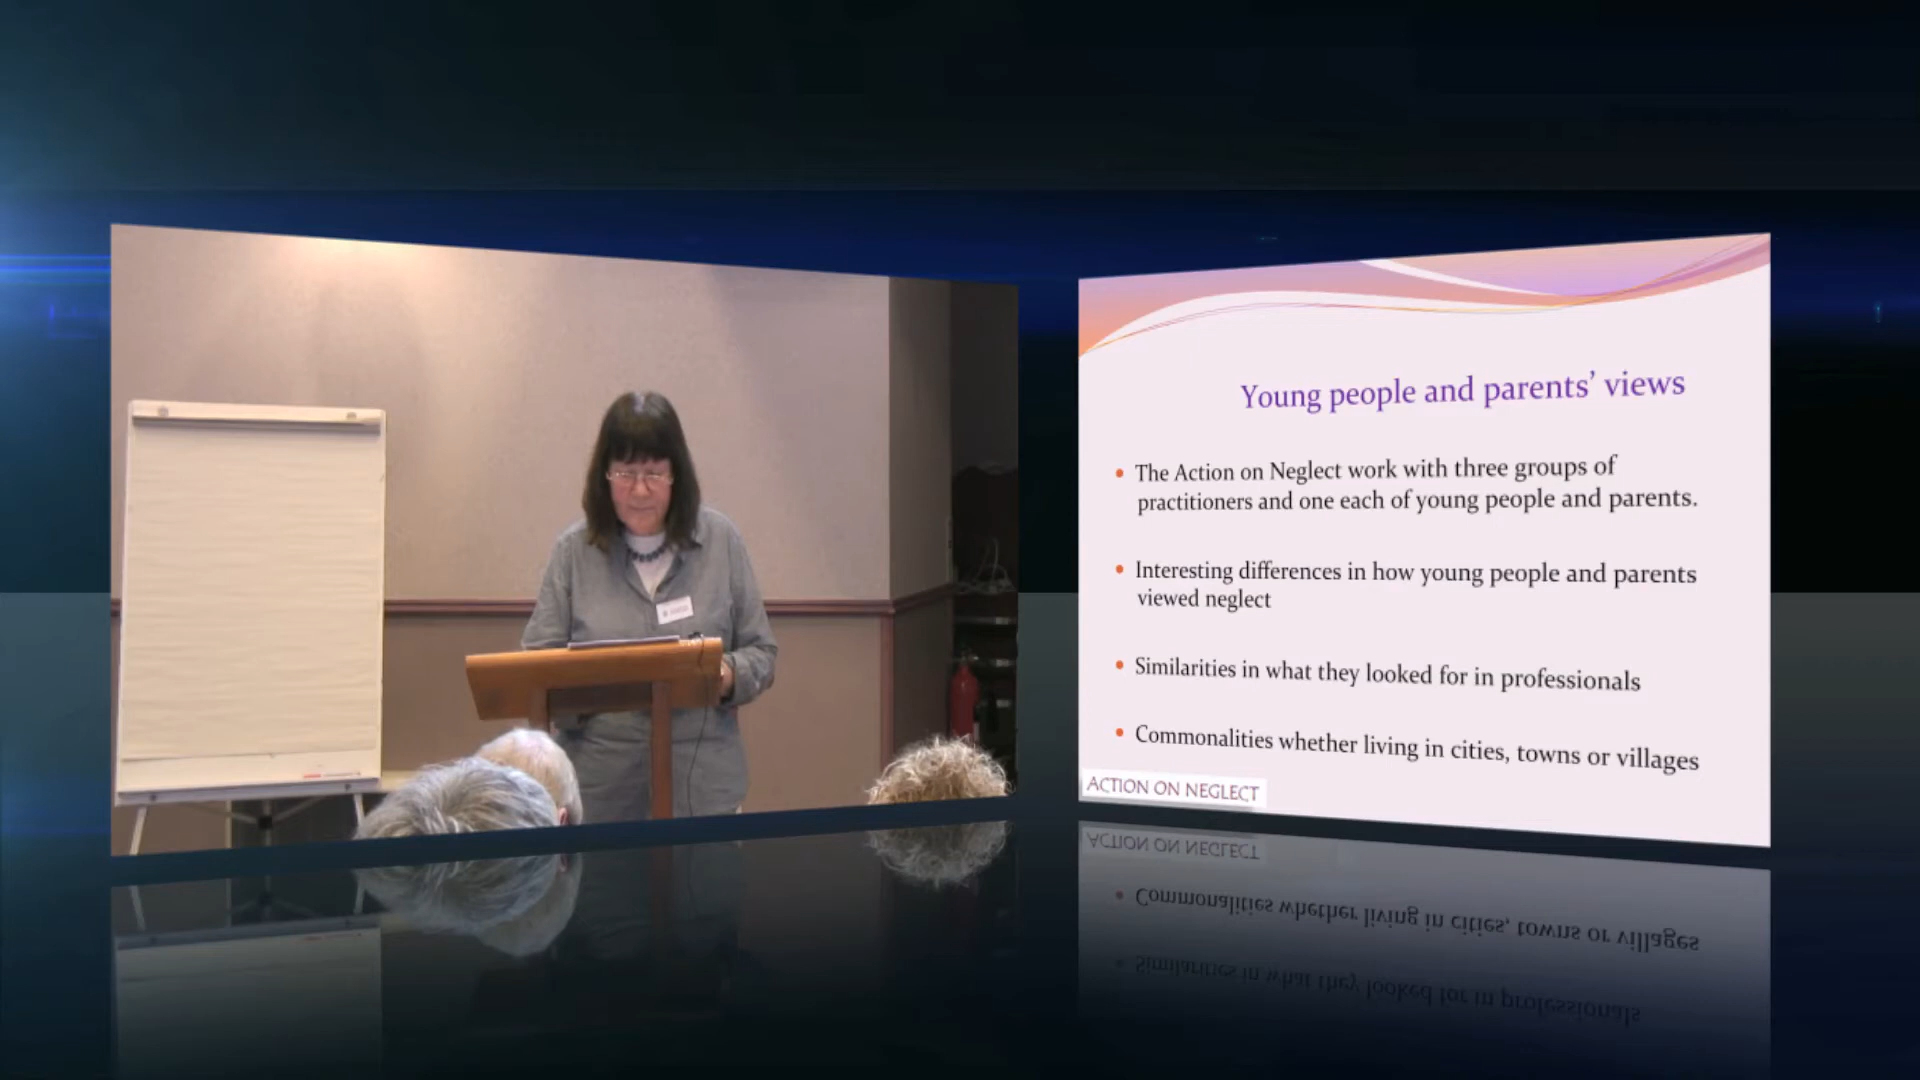 Young people and parents’ views
• The Action on Neglect work with three groups of
practitioners and one each of young people and parents.
• Interesting differences in how young people and parents
viewed neglect
• Similarities in what they looked for in professionals
• Commonalities whether living in cities, towns or villages
ACTION ON NEGLECT